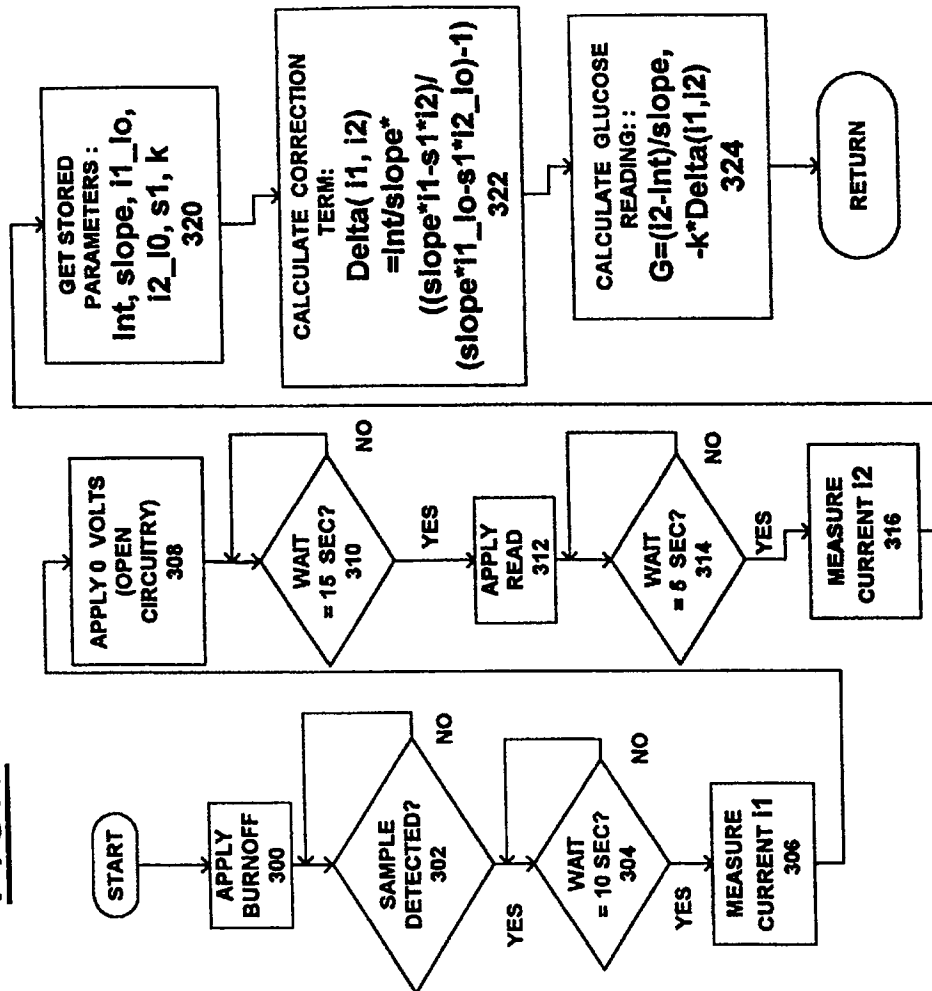 START
APPLY
BURNOFF
300
SAMPLE
DETECTED?
302
NO
YES
WAIT
= 10 SEC?
304
NO
YES
MEASURE
CURRENT i1
306
APPLY 0 VOLTS
(OPEN
CIRCUITRY)
308
WAIT
= 15 SEC?
310
NO
YES
APPLY
READ
312
WAIT
= 5 SEC?
314
NO
YES
MEASURE
CURRENT i2
316
GET STORED
PARAMETERS :
Int, slope, i1_lo,
i2_l0, s1, k
320
CALCULATE CORRECTION
TERM:
Delta( i1, i2)
=Int/slope*
((slope*i1-s1*i2)/
(slope*i1_lo-s1*i2_lo)-1)
322
CALCULATE GLUCOSE
READING: :
G=(i2-Int)/slope,
-k*Delta(i1,i2)
324
RETURN